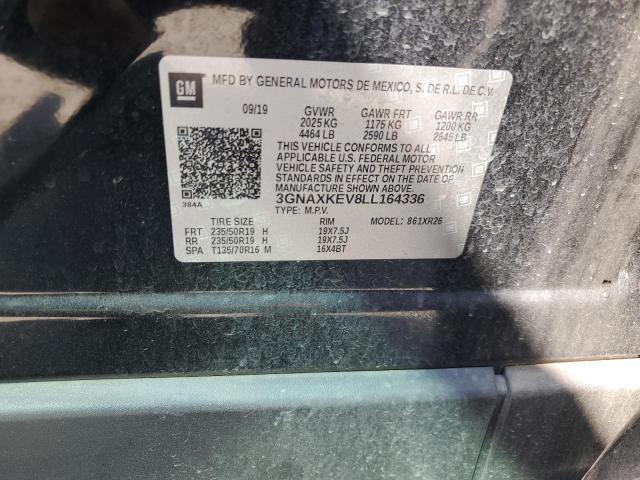 GM
MFD BY GENERAL MOTORS DE MEXICO, S. DE R.L. DE C.V.
09/19 GVWR GAWR FRT GAWR RR
2025 KG 1175 KG 1200 KG
4464 LB 2590 LB 2645 LB
THIS VEHICLE CONFORMS TO ALL
APPLICABLE U.S. FEDERAL MOTOR
VEHICLE SAFETY AND THEFT PREVENTION
STANDARDS IN EFFECT ON THE DATE OF
MANUFACTURE SHOWN ABOVE.
384A 3GNAXKEV8LL164336
TYPE: M.P.V. MODEL: 861XR26
TIRE SIZE RIM
FRT 235/50R19 H 19X7.5J
RR 235/50R19 H 19X7.5J
SPA T135/70R16 M 16X4BT